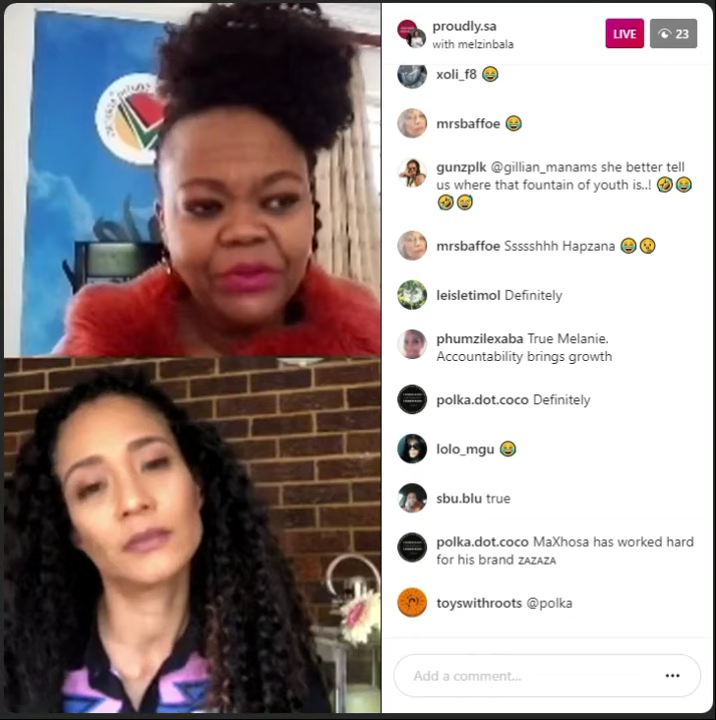 proudly.sa
with melzinbala
LIVE
23
xoli_f8 😂
mrsbaffoe 😂
gunzplk @gillian_manams she better tell
us where that fountain of youth is..! 🤣😂
🤣😅
mrsbaffoe Ssssshhh Hapzana 😂😯
leisletimol Definitely
phumzilexaba True Melanie.
Accountability brings growth
polka.dot.coco Definitely
lolo_mgu 😂
sbu.blu true
polka.dot.coco MaXhosa has worked hard
for his brand ᴢᴀᴢᴀᴢᴀ
toyswithroots @polka
Add a comment...